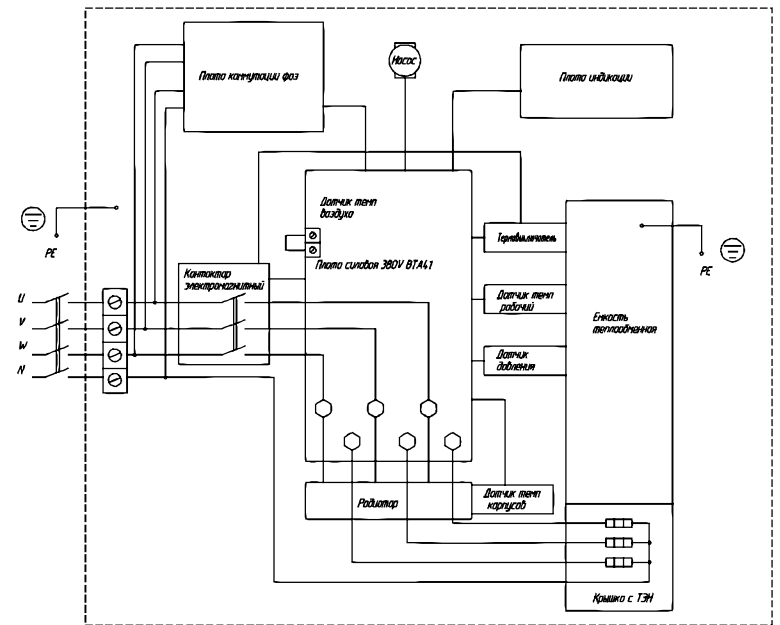 Плата коммутации фаз
Насос
Плата индикации
Датчик темп
воздуха
Плата силовая 380V BTA41
Термовыключатель
PE
PE
Контактор
электромагнитный
Датчик темп
рабочий
Емкость
теплообменная
U
V
W
N
Датчик
давления
Радиатор
Датчик темп
корпусов
Крышка с ТЭН